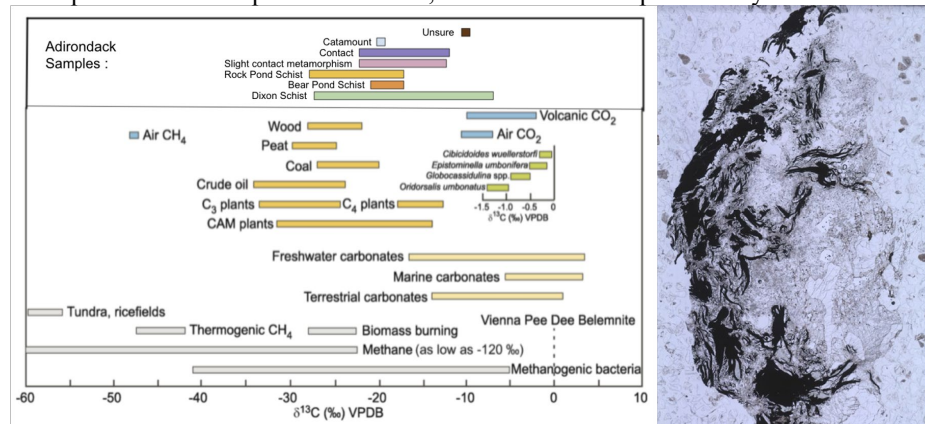 Adirondack
Samples :
Unsure
Catamount
Contact
Slight contact metamorphism
Rock Pond Schist
Bear Pond Schist
Dixon Schist
Volcanic CO2
Air CH4
Wood
Air CO2
Peat
Cibicidoides wuellerstorfi
Coal
Epistominella umbonifera
Globocassidulina spp.
Crude oil
Oridorsalis umbonatus
C3 plants
C4 plants
-1.5 -1.0 -0.5 0
δ13C (‰) VPDB
CAM plants
Freshwater carbonates
Marine carbonates
Terrestrial carbonates
Tundra, ricefields
Vienna Pee Dee Belemnite
Thermogenic CH4
Biomass burning
Methane (as low as -120 ‰)
Methanogenic bacteria
-60 -50 -40 -30 -20 -10 0 10
δ13C (‰) VPDB